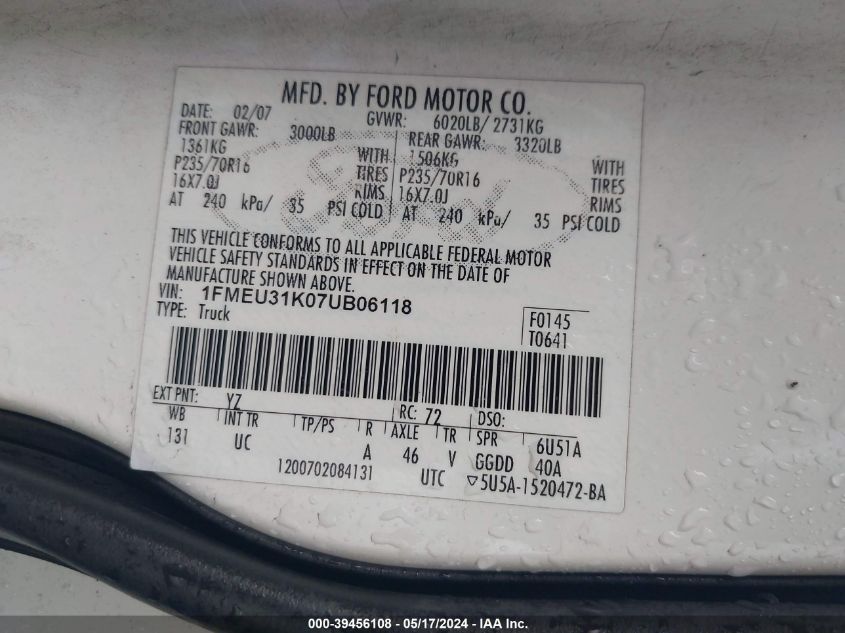 MFD. BY FORD MOTOR CO.
DATE: 02/07 GVWR: 6020LB/ 2731KG
FRONT GAWR: 3000LB REAR GAWR: 3320LB
1361KG WITH 1506KG WITH
P235/70R16 TIRES P235/70R16 TIRES
16X7.0J RIMS 16X7.0J RIMS
AT 240 kPa/ 35 PSI COLD AT 240 kPa/ 35 PSI COLD
THIS VEHICLE CONFORMS TO ALL APPLICABLE FEDERAL MOTOR
VEHICLE SAFETY STANDARDS IN EFFECT ON THE DATE OF
MANUFACTURE SHOWN ABOVE.
VIN: 1FMEU31K07UB06118 F0145
TYPE: Truck T0641
EXT PNT: YZ RC: 72 DSO:
WB INT TR TP/PS R AXLE TR SPR 6U51A
131 UC A 46 V GGDD 40A
1200702084131 UTC ▽5U5A-1520472-BA
000-39456108 - 05/17/2024 - IAA Inc.